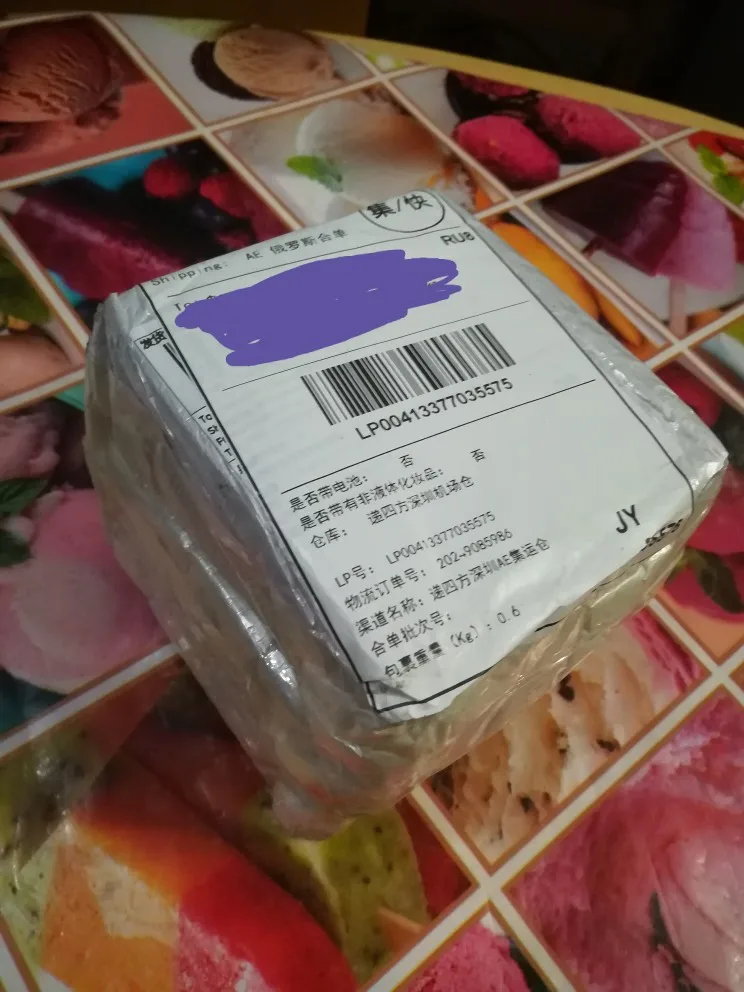 集/快
Shipping: AE 俄罗斯合单
RU8
发货
LP00413377035575
是否带电池: 否
是否带有非液体化妆品: 否
仓库: 递四方深圳机场仓
JY
LP号: LP00413377035575
物流订单号: 202-9085986
渠道名称: 递四方深圳AE集运仓
合单批次号:
包裹重量 (Kg) : 0.6